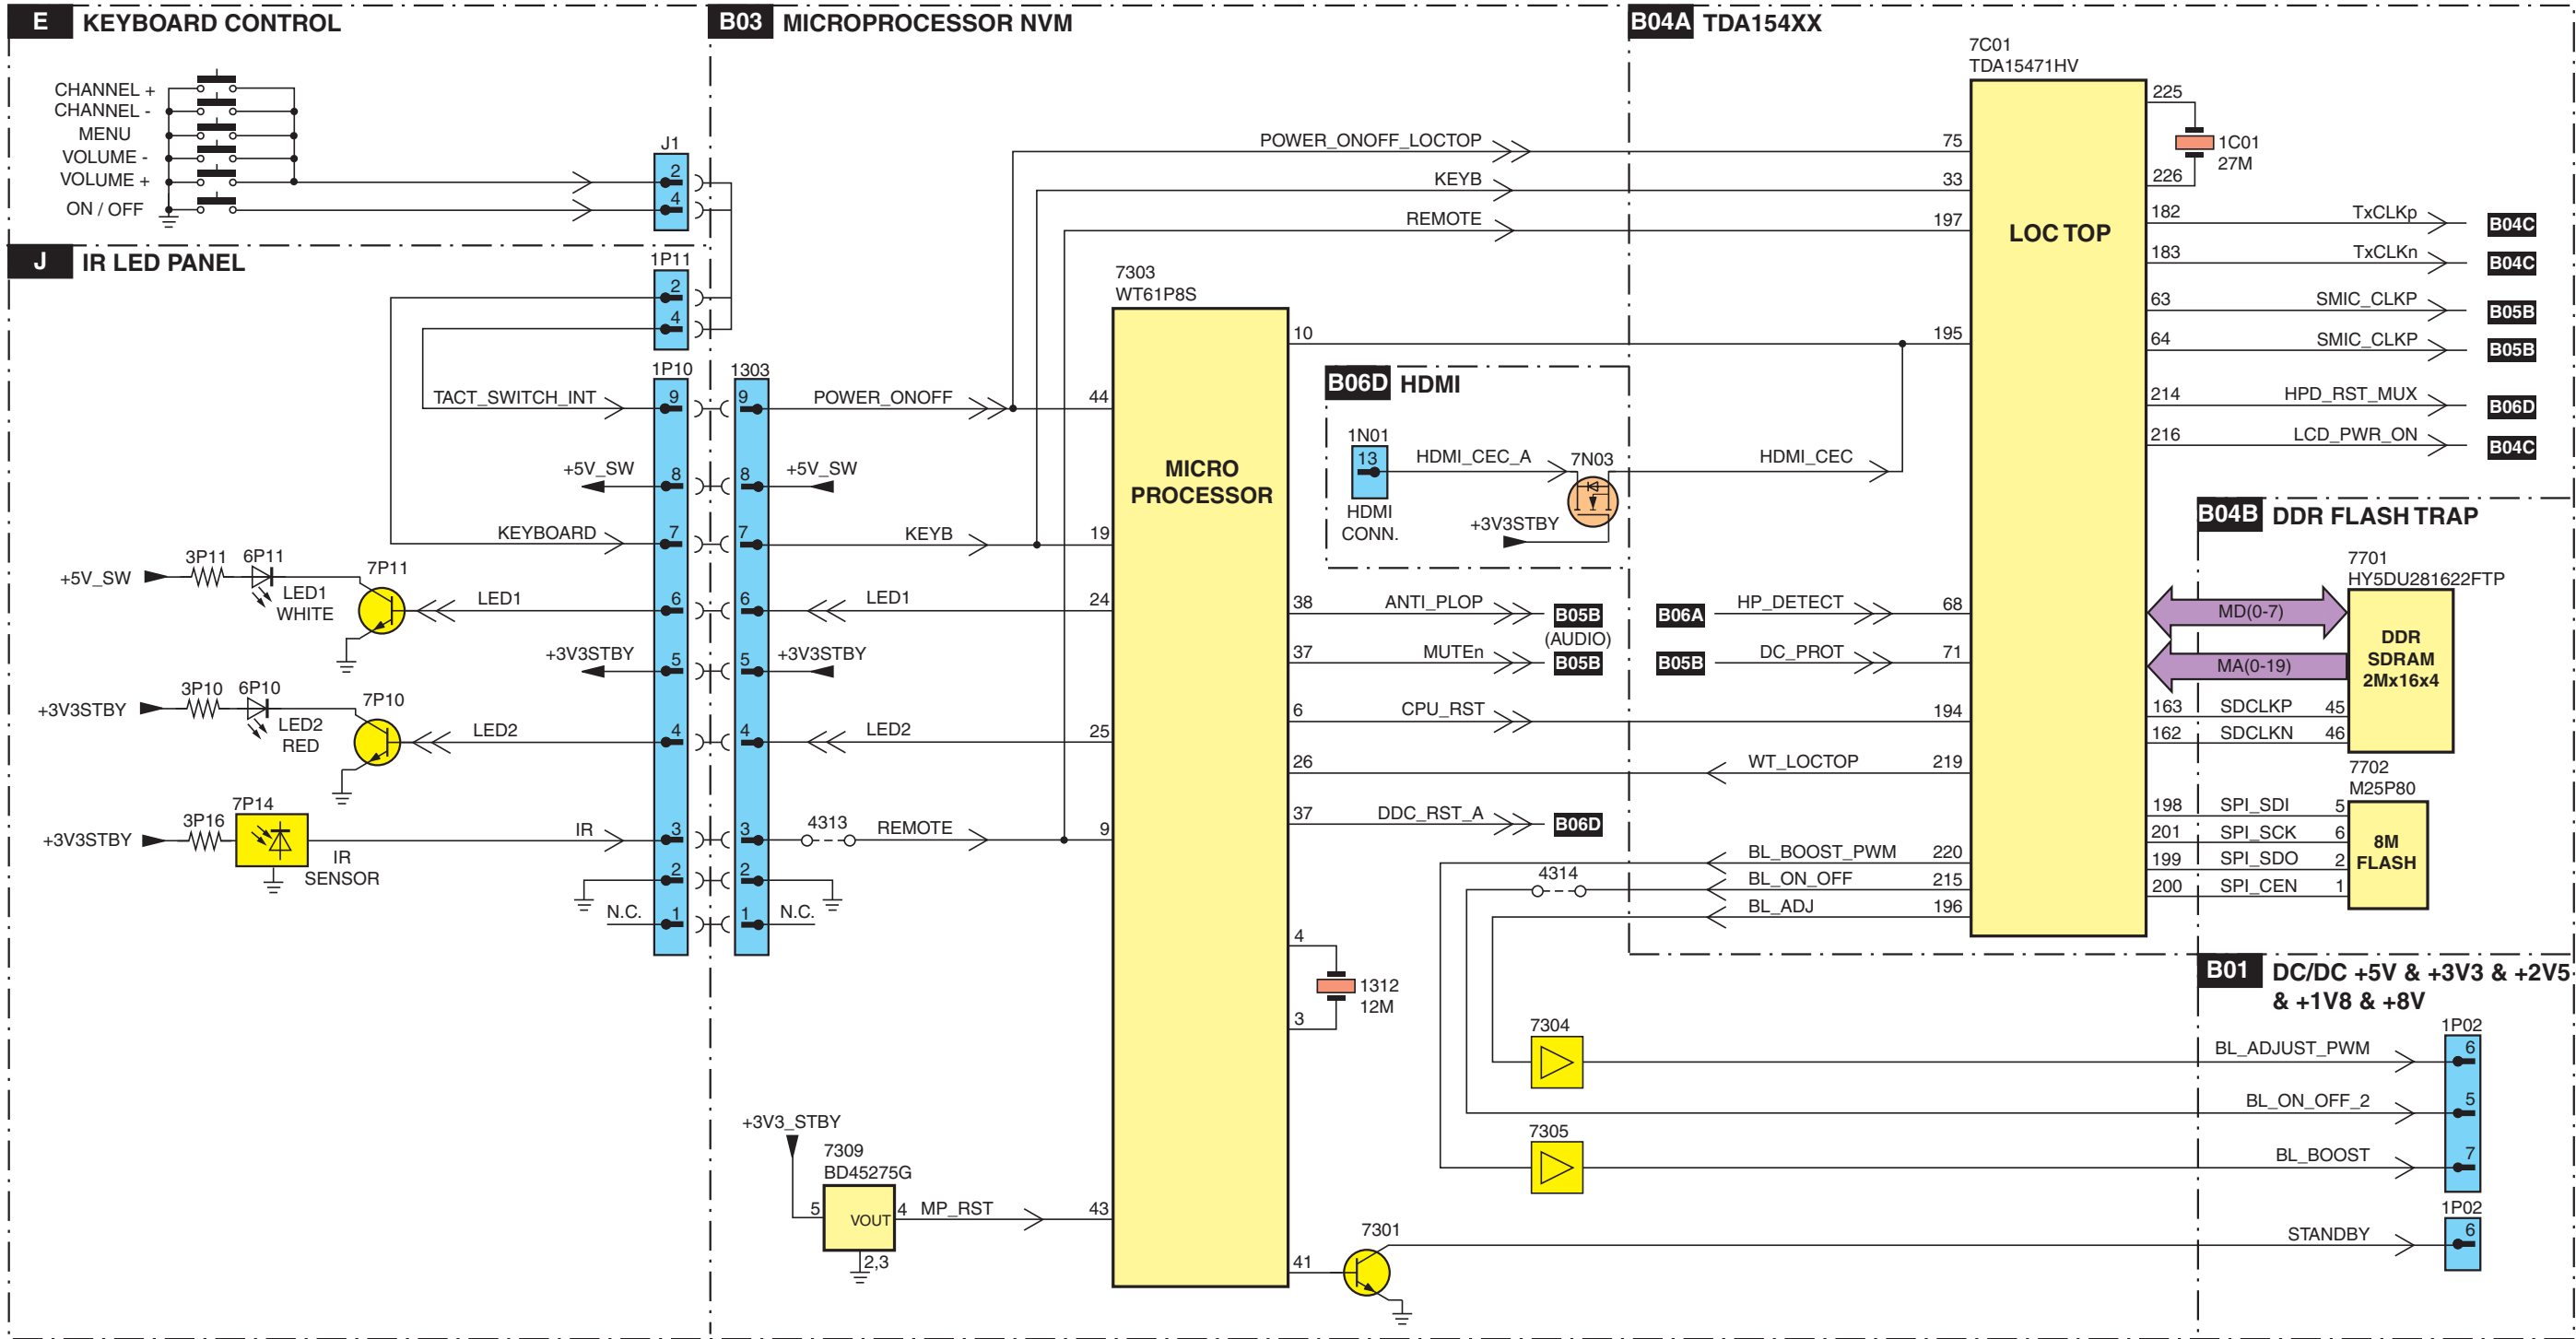 E KEYBOARD CONTROL
CHANNEL +
CHANNEL -
MENU
VOLUME -
VOLUME +
ON / OFF
J1
2
4
J IR LED PANEL
1P11
2
4
1P10
TACT_SWITCH_INT
9
+5V_SW
8
KEYBOARD
7
+5V_SW
3P11
6P11
LED1
WHITE
7P11
LED1
6
+3V3STBY
5
+3V3STBY
3P10
6P10
LED2
RED
7P10
LED2
4
+3V3STBY
3P16
7P14
IR
SENSOR
IR
3
2
N.C.
1
B03 MICROPROCESSOR NVM
1303
9
POWER_ONOFF
44
8
+5V_SW
7
KEYB
19
6
LED1
24
5
+3V3STBY
4
LED2
25
3
4313
REMOTE
9
2
1
N.C.
+3V3_STBY
7309
BD45275G
5
VOUT
4
MP_RST
43
2,3
7303
WT61P8S
MICRO
PROCESSOR
POWER_ONOFF_LOCTOP
75
KEYB
33
REMOTE
197
10
195
B06D HDMI
1N01
13
HDMI
CONN.
HDMI_CEC_A
7N03
+3V3STBY
HDMI_CEC
38
ANTI_PLOP
B05B
(AUDIO)
37
MUTEn
B05B
B06A
HP_DETECT
68
B05B
DC_PROT
71
6
CPU_RST
194
26
WT_LOCTOP
219
37
DDC_RST_A
B06D
BL_BOOST_PWM
220
4314
BL_ON_OFF
215
BL_ADJ
196
4
1312
12M
3
7304
7305
7301
41
B04A TDA154XX
7C01
TDA15471HV
LOC TOP
225
1C01
27M
226
182
TxCLKp
B04C
183
TxCLKn
B04C
63
SMIC_CLKP
B05B
64
SMIC_CLKP
B05B
214
HPD_RST_MUX
B06D
216
LCD_PWR_ON
B04C
B04B DDR FLASH TRAP
7701
HY5DU281622FTP
MD(0-7)
MA(0-19)
DDR
SDRAM
2Mx16x4
163
SDCLKP
45
162
SDCLKN
46
7702
M25P80
198
SPI_SDI
5
201
SPI_SCK
6
199
SPI_SDO
2
200
SPI_CEN
1
8M
FLASH
B01 DC/DC +5V & +3V3 & +2V5
& +1V8 & +8V
1P02
BL_ADJUST_PWM
6
BL_ON_OFF_2
5
BL_BOOST
7
1P02
STANDBY
6